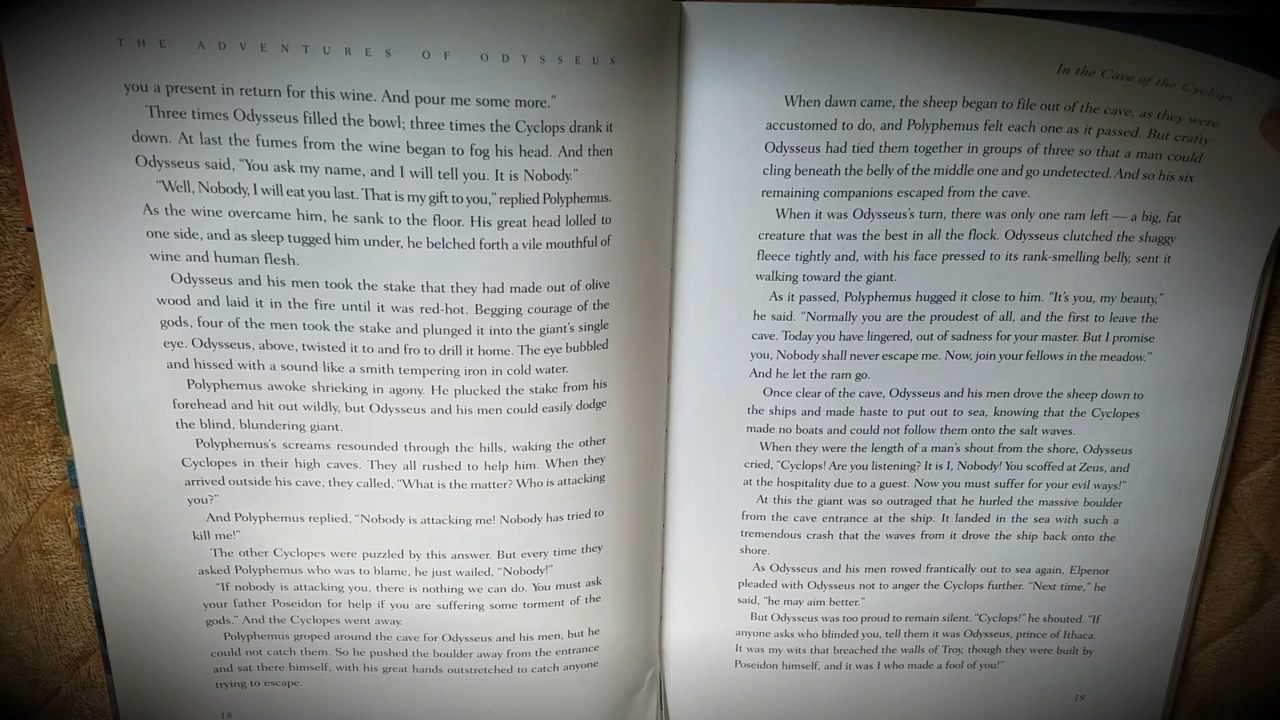 THE ADVENTURES OF ODYSSEUS
you a present in return for this wine. And pour me some more.”
Three times Odysseus filled the bowl; three times the Cyclops drank it
down. At last the fumes from the wine began to fog his head. And then
Odysseus said, “You ask my name, and I will tell you. It is Nobody.”
“Well, Nobody, I will eat you last. That is my gift to you,” replied Polyphemus.
As the wine overcame him, he sank to the floor. His great head lolled to
one side, and as sleep tugged him under, he belched forth a vile mouthful of
wine and human flesh.
Odysseus and his men took the stake that they had made out of olive
wood and laid it in the fire until it was red-hot. Begging courage of the
gods, four of the men took the stake and plunged it into the giant’s single
eye. Odysseus, above, twisted it to and fro to drill it home. The eye bubbled
and hissed with a sound like a smith tempering iron in cold water.
Polyphemus awoke shrieking in agony. He plucked the stake from his
forehead and hit out wildly, but Odysseus and his men could easily dodge
the blind, blundering giant.
Polyphemus’s screams resounded through the hills, waking the other
Cyclopes in their high caves. They all rushed to help him. When they
arrived outside his cave, they called, “What is the matter? Who is attacking
you?”
And Polyphemus replied, “Nobody is attacking me! Nobody has tried to
kill me!”
The other Cyclopes were puzzled by this answer. But every time they
asked Polyphemus who was to blame, he just wailed, “Nobody!”
“If nobody is attacking you, there is nothing we can do. You must ask
your father Poseidon for help if you are suffering some torment of the
gods.” And the Cyclopes went away.
Polyphemus groped around the cave for Odysseus and his men, but he
could not catch them. So he pushed the boulder away from the entrance
and sat there himself, with his great hands outstretched to catch anyone
trying to escape.
18
In the Cave of the Cyclops
When dawn came, the sheep began to file out of the cave, as they were
accustomed to do, and Polyphemus felt each one as it passed. But crafty
Odysseus had tied them together in groups of three so that a man could
cling beneath the belly of the middle one and go undetected. And so his six
remaining companions escaped from the cave.
When it was Odysseus’s turn, there was only one ram left — a big, fat
creature that was the best in all the flock. Odysseus clutched the shaggy
fleece tightly and, with his face pressed to its rank-smelling belly, sent it
walking toward the giant.
As it passed, Polyphemus hugged it close to him. “It’s you, my beauty,”
he said. “Normally you are the proudest of all, and the first to leave the
cave. Today you have lingered, out of sadness for your master. But I promise
you, Nobody shall never escape me. Now, join your fellows in the meadow.”
And he let the ram go.
Once clear of the cave, Odysseus and his men drove the sheep down to
the ships and made haste to put out to sea, knowing that the Cyclopes
made no boats and could not follow them onto the salt waves.
When they were the length of a man’s shout from the shore, Odysseus
cried, “Cyclops! Are you listening? It is I, Nobody! You scoffed at Zeus, and
at the hospitality due to a guest. Now you must suffer for your evil ways!”
At this the giant was so outraged that he hurled the massive boulder
from the cave entrance at the ship. It landed in the sea with such a
tremendous crash that the waves from it drove the ship back onto the
shore.
As Odysseus and his men rowed frantically out to sea again, Elpenor
pleaded with Odysseus not to anger the Cyclops further. “Next time,” he
said, “he may aim better.”
But Odysseus was too proud to remain silent. “Cyclops!” he shouted. “If
anyone asks who blinded you, tell them it was Odysseus, prince of Ithaca.
It was my wits that breached the walls of Troy, though they were built by
Poseidon himself, and it was I who made a fool of you!”
19